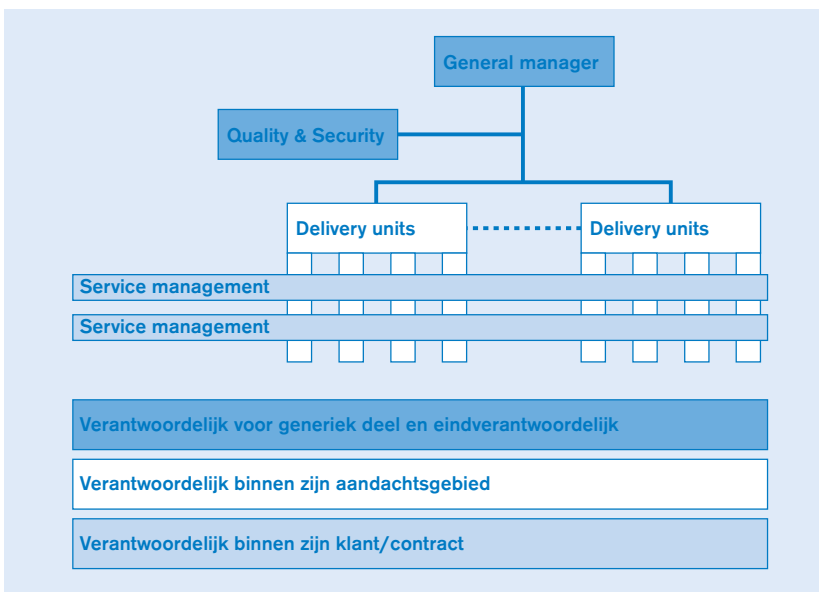 General manager
Quality & Security
Delivery units
Delivery units
Service management
Service management
Verantwoordelijk voor generiek deel en eindverantwoordelijk
Verantwoordelijk binnen zijn aandachtsgebied
Verantwoordelijk binnen zijn klant/contract